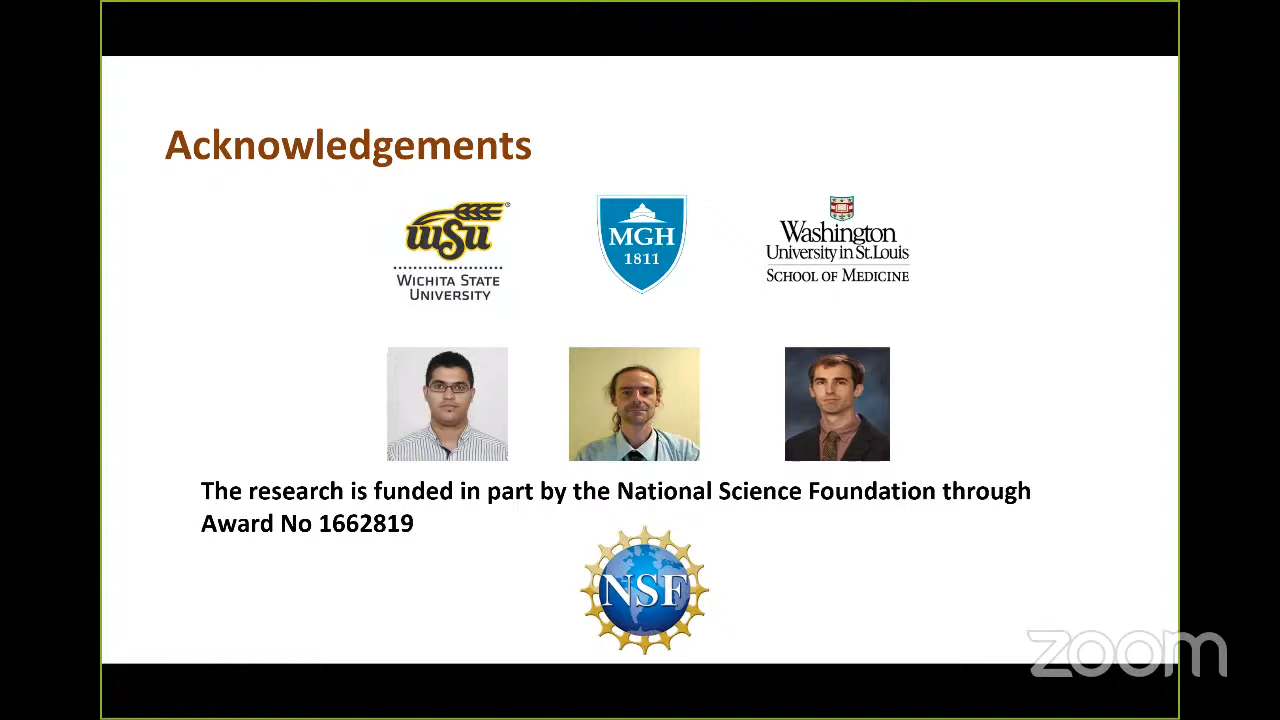 Acknowledgements
WSU®
WICHITA STATE
UNIVERSITY
MGH
1811
Washington
University in St. Louis
SCHOOL OF MEDICINE
The research is funded in part by the National Science Foundation through
Award No 1662819
NSF
zoom